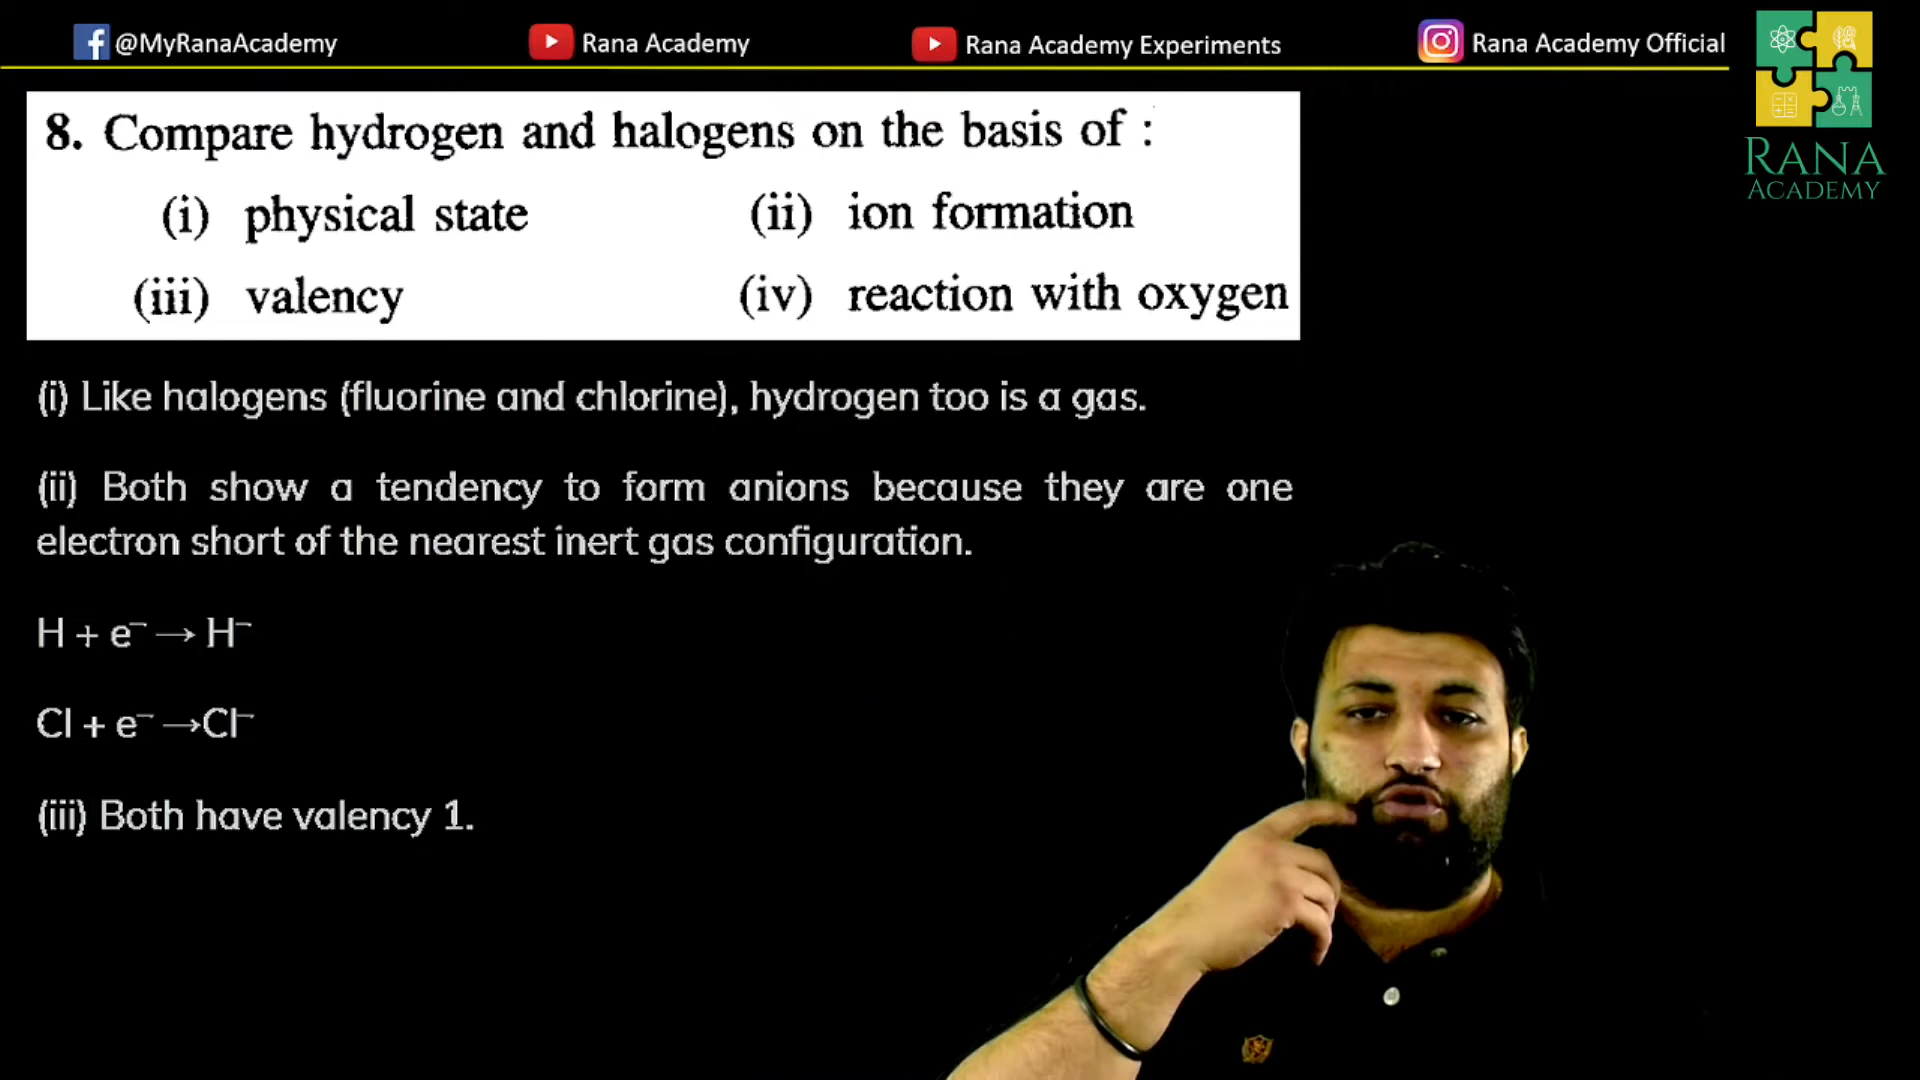 @MyRanaAcademy
Rana Academy
Rana Academy Experiments
Rana Academy Official
RANA
ACADEMY
8. Compare hydrogen and halogens on the basis of :
(i) physical state (ii) ion formation
(iii) valency (iv) reaction with oxygen
(i) Like halogens (fluorine and chlorine), hydrogen too is a gas.
(ii) Both show a tendency to form anions because they are one
electron short of the nearest inert gas configuration.
H + e⁻ → H⁻
Cl + e⁻ →Cl⁻
(iii) Both have valency 1.